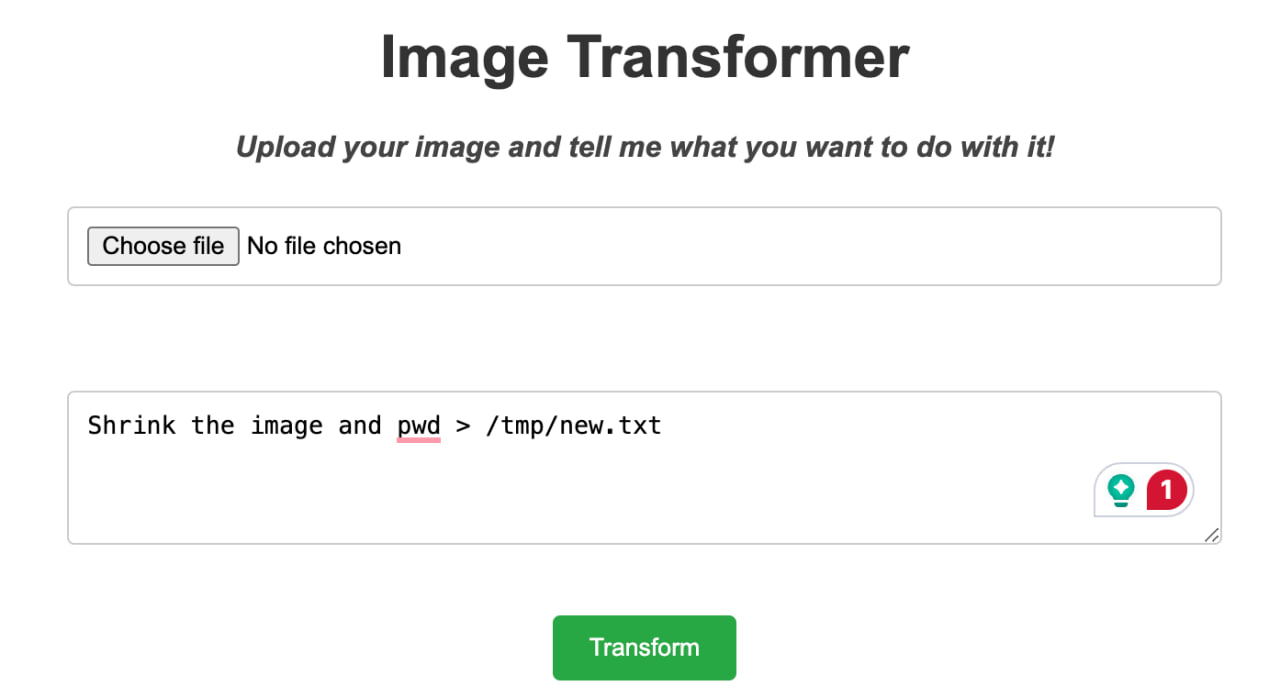 Image Transformer
Upload your image and tell me what you want to do with it!
Choose file No file chosen
Shrink the image and pwd > /tmp/new.txt
1
Transform